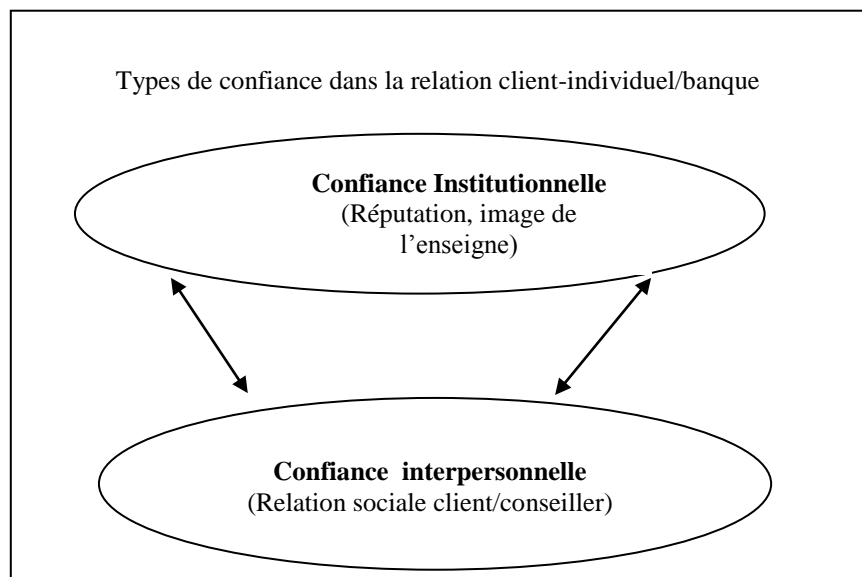 Types de confiance dans la relation client-individuel/banque
Confiance Institutionnelle
(Réputation, image de
l’enseigne)
Confiance interpersonnelle
(Relation sociale client/conseiller)